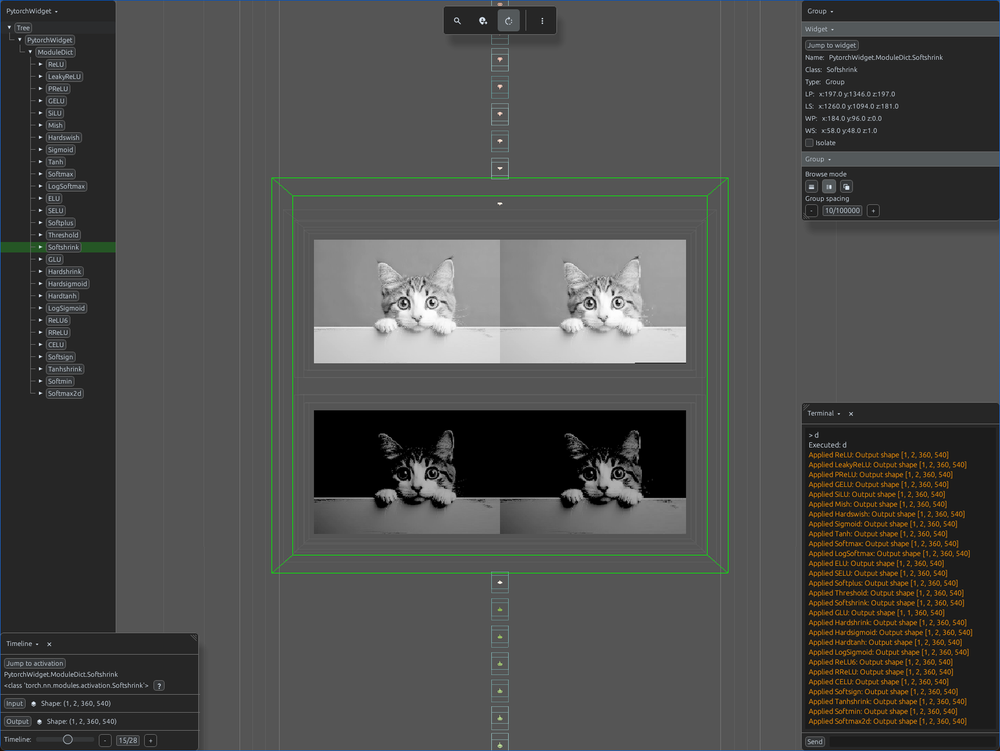 PytorchWidget
Tree
PytorchWidget
ModuleDict
ReLU
LeakyReLU
PReLU
GELU
SiLU
Mish
Hardswish
Sigmoid
Tanh
Softmax
LogSoftmax
ELU
SELU
Softplus
Threshold
Softshrink
GLU
Hardshrink
Hardsigmoid
Hardtanh
LogSigmoid
ReLU6
RReLU
CELU
Softsign
Tanhshrink
Softmin
Softmax2d
Timeline
Jump to activation
PytorchWidget.ModuleDict.Softshrink
<class 'torch.nn.modules.activation.Softshrink'> ?
Input Shape: (1, 2, 360, 540)
Output Shape: (1, 2, 360, 540)
Timeline: - 15/28 +
Group
Widget
Jump to widget
Name: PytorchWidget.ModuleDict.Softshrink
Class: Softshrink
Type: Group
LP: x:197.0 y:1346.0 z:197.0
LS: x:1260.0 y:1094.0 z:181.0
WP: x:184.0 y:96.0 z:0.0
WS: x:58.0 y:48.0 z:1.0
Isolate
Group
Browse mode
Group spacing
- 10/100000 +
Terminal
> d
Executed: d
Applied ReLU: Output shape [1, 2, 360, 540]
Applied LeakyReLU: Output shape [1, 2, 360, 540]
Applied PReLU: Output shape [1, 2, 360, 540]
Applied GELU: Output shape [1, 2, 360, 540]
Applied SiLU: Output shape [1, 2, 360, 540]
Applied Mish: Output shape [1, 2, 360, 540]
Applied Hardswish: Output shape [1, 2, 360, 540]
Applied Sigmoid: Output shape [1, 2, 360, 540]
Applied Tanh: Output shape [1, 2, 360, 540]
Applied Softmax: Output shape [1, 2, 360, 540]
Applied LogSoftmax: Output shape [1, 2, 360, 540]
Applied ELU: Output shape [1, 2, 360, 540]
Applied SELU: Output shape [1, 2, 360, 540]
Applied Softplus: Output shape [1, 2, 360, 540]
Applied Threshold: Output shape [1, 2, 360, 540]
Applied Softshrink: Output shape [1, 2, 360, 540]
Applied GLU: Output shape [1, 1, 360, 540]
Applied Hardshrink: Output shape [1, 2, 360, 540]
Applied Hardsigmoid: Output shape [1, 2, 360, 540]
Applied Hardtanh: Output shape [1, 2, 360, 540]
Applied LogSigmoid: Output shape [1, 2, 360, 540]
Applied ReLU6: Output shape [1, 2, 360, 540]
Applied RReLU: Output shape [1, 2, 360, 540]
Applied CELU: Output shape [1, 2, 360, 540]
Applied Softsign: Output shape [1, 2, 360, 540]
Applied Tanhshrink: Output shape [1, 2, 360, 540]
Applied Softmin: Output shape [1, 2, 360, 540]
Applied Softmax2d: Output shape [1, 2, 360, 540]
Send